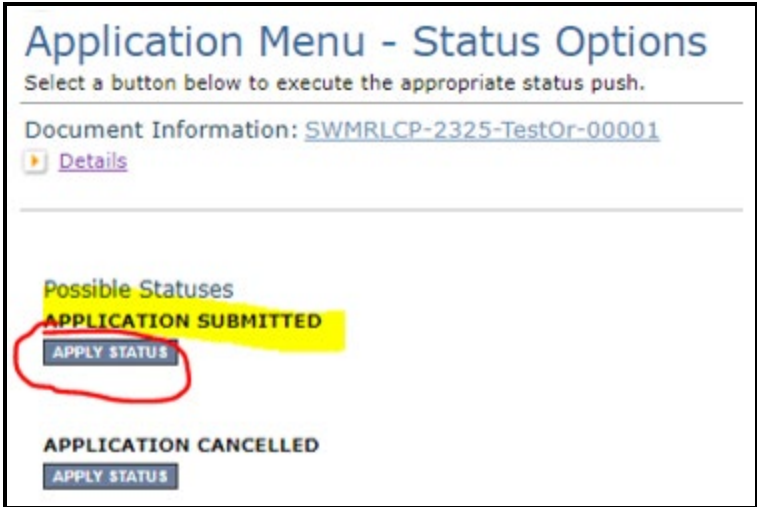 Application Menu - Status Options
Select a button below to execute the appropriate status push.
Document Information: SWMRLCP-2325-TestOr-00001
Details
Possible Statuses
APPLICATION SUBMITTED
APPLY STATUS
APPLICATION CANCELLED
APPLY STATUS